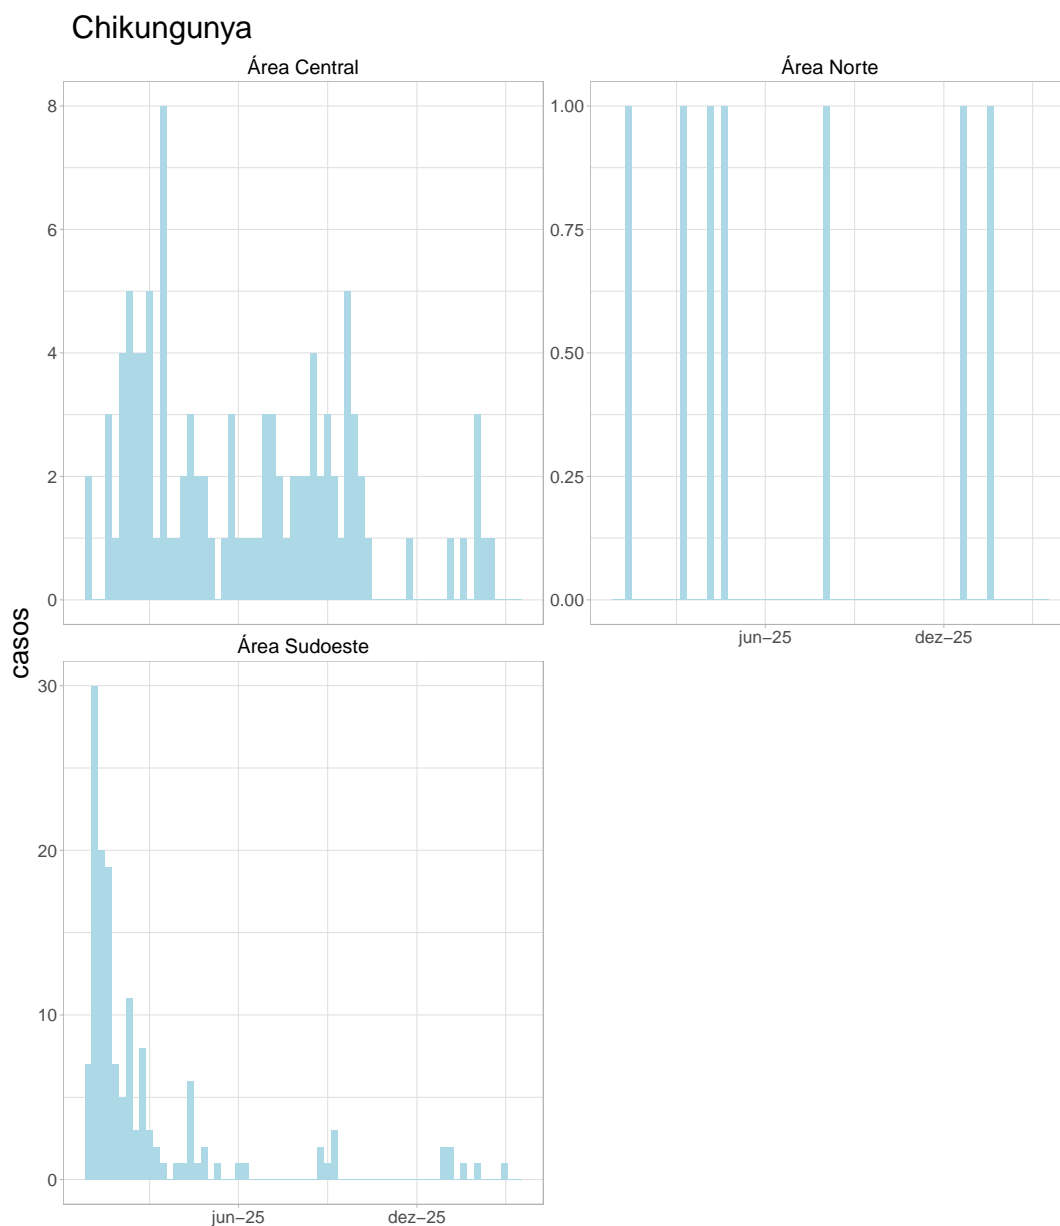 Chikungunya
Área Central
8
6
4
2
0
Área Norte
1.00
0.75
0.50
0.25
0.00
jun−25
dez−25
casos
Área Sudoeste
30
20
10
0
jun−25
dez−25